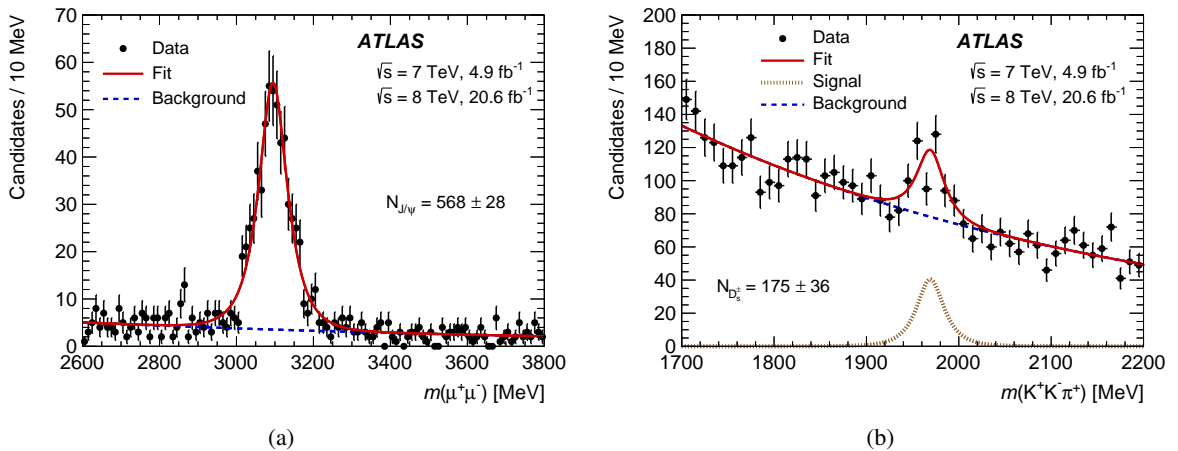 Candidates / 10 MeV
70
60
50
40
30
20
10
0
2600 2800 3000 3200 3400 3600 3800
m(μ⁺μ⁻) [MeV]
Data
Fit
Background
ATLAS
√s = 7 TeV, 4.9 fb⁻¹
√s = 8 TeV, 20.6 fb⁻¹
N_J/ψ = 568 ± 28
(a)
Candidates / 10 MeV
200
180
160
140
120
100
80
60
40
20
0
1700 1800 1900 2000 2100 2200
m(K⁺K⁻π⁺) [MeV]
Data
Fit
Signal
Background
ATLAS
√s = 7 TeV, 4.9 fb⁻¹
√s = 8 TeV, 20.6 fb⁻¹
N_Dₛ± = 175 ± 36
(b)